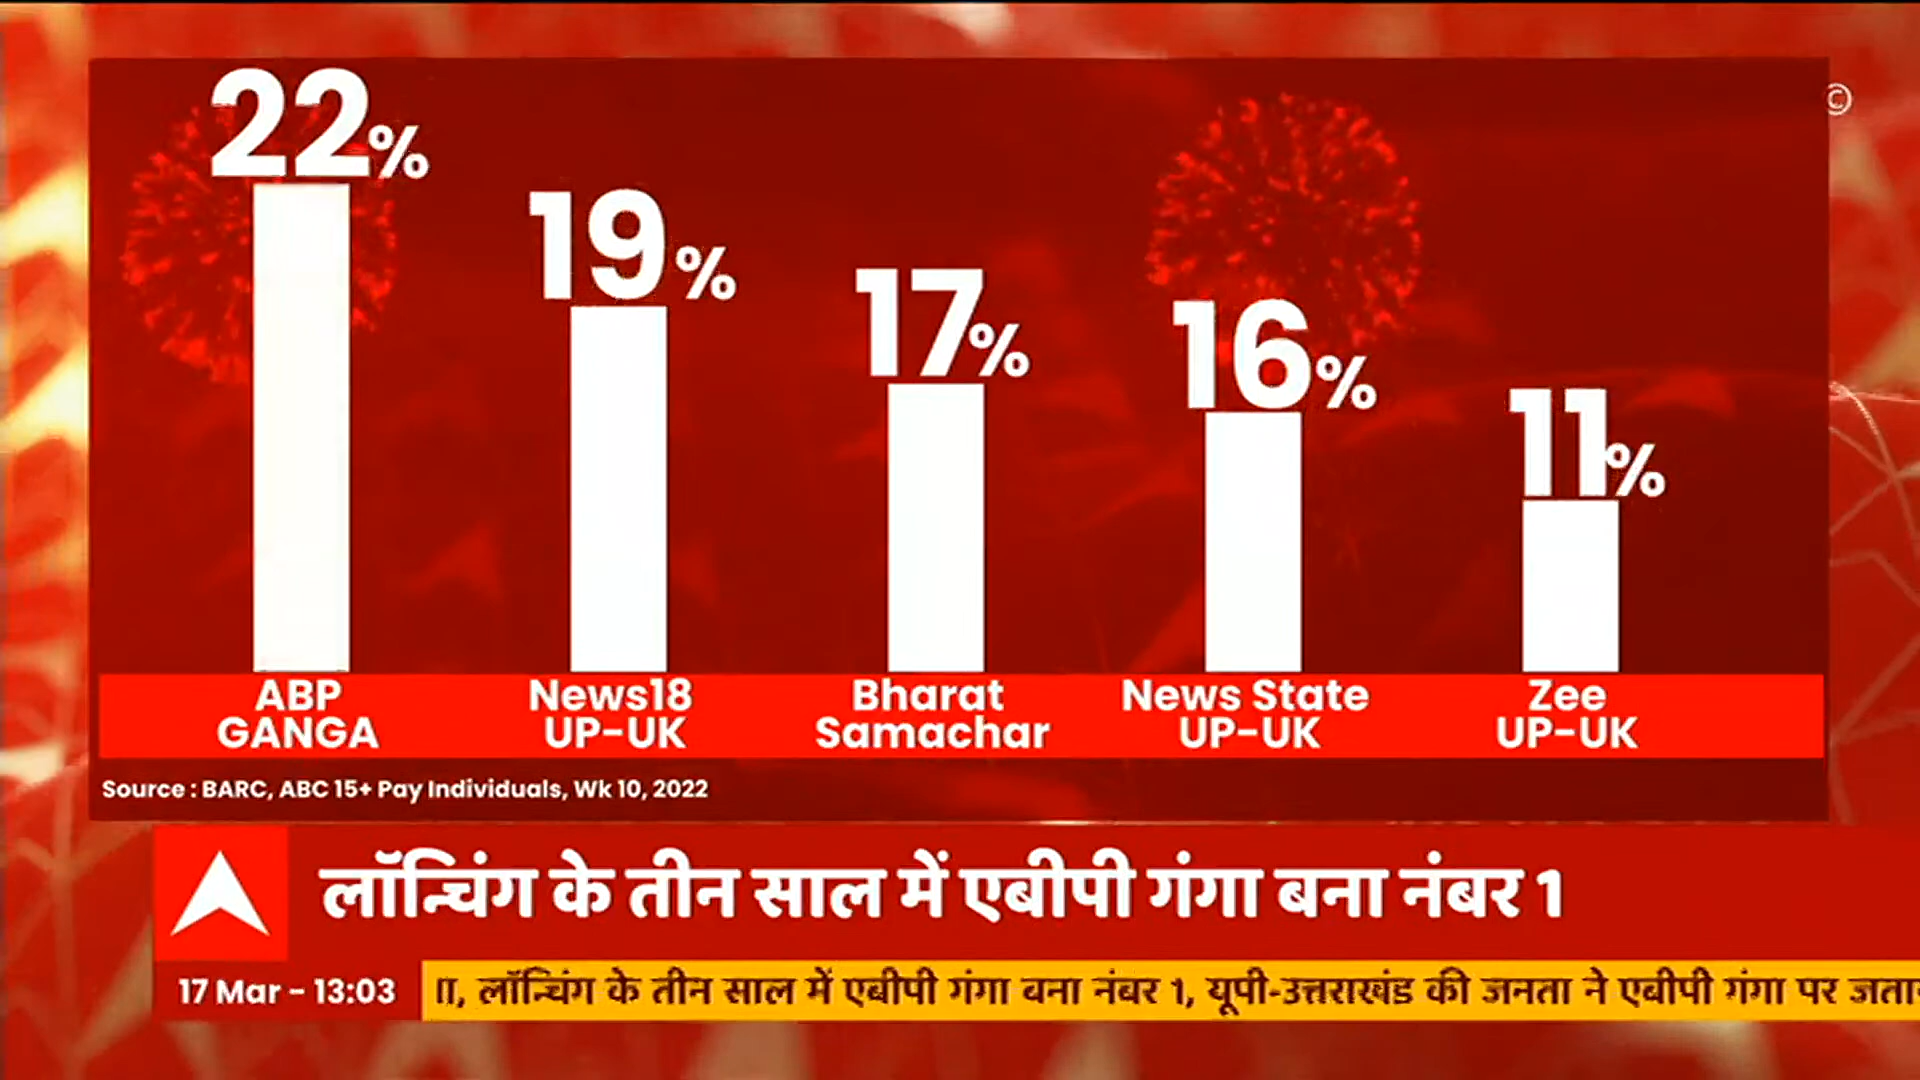 ©
22%
19%
17%
16%
11%
ABP GANGA
News18 UP-UK
Bharat Samachar
News State UP-UK
Zee UP-UK
Source : BARC, ABC 15+ Pay Individuals, Wk 10, 2022
लॉन्चिंग के तीन साल में एबीपी गंगा बना नंबर 1
17 Mar - 13:03
, लॉन्चिंग के तीन साल में एबीपी गंगा बना नंबर 1, यूपी-उत्तराखंड की जनता ने एबीपी गंगा पर